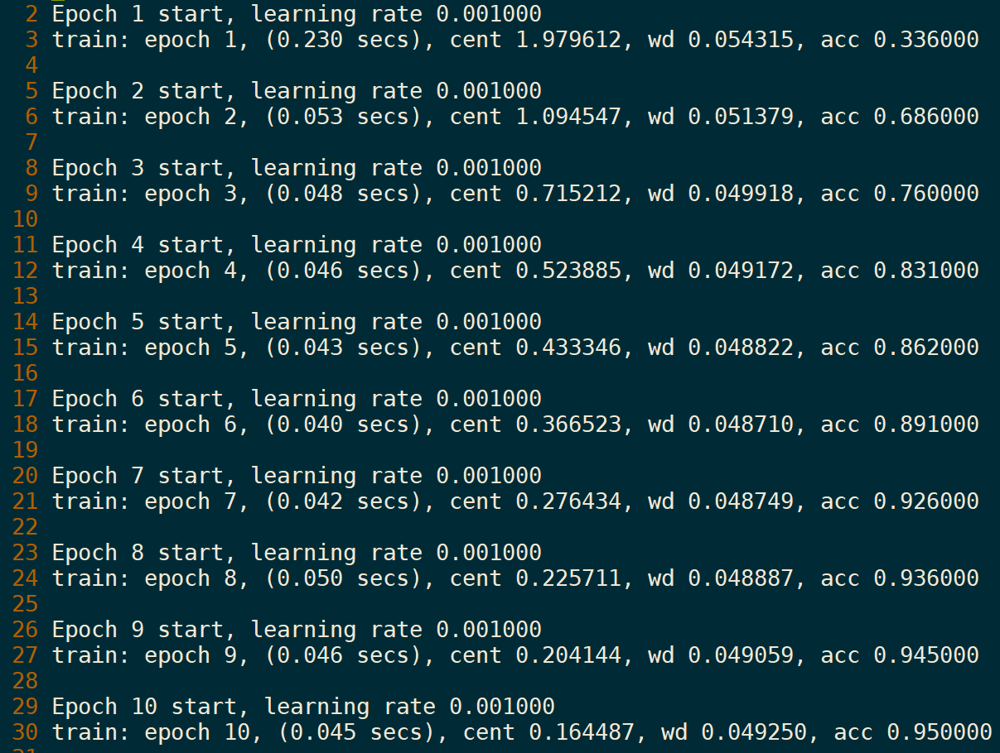 2 Epoch 1 start, learning rate 0.001000
3 train: epoch 1, (0.230 secs), cent 1.979612, wd 0.054315, acc 0.336000
4
5 Epoch 2 start, learning rate 0.001000
6 train: epoch 2, (0.053 secs), cent 1.094547, wd 0.051379, acc 0.686000
7
8 Epoch 3 start, learning rate 0.001000
9 train: epoch 3, (0.048 secs), cent 0.715212, wd 0.049918, acc 0.760000
10
11 Epoch 4 start, learning rate 0.001000
12 train: epoch 4, (0.046 secs), cent 0.523885, wd 0.049172, acc 0.831000
13
14 Epoch 5 start, learning rate 0.001000
15 train: epoch 5, (0.043 secs), cent 0.433346, wd 0.048822, acc 0.862000
16
17 Epoch 6 start, learning rate 0.001000
18 train: epoch 6, (0.040 secs), cent 0.366523, wd 0.048710, acc 0.891000
19
20 Epoch 7 start, learning rate 0.001000
21 train: epoch 7, (0.042 secs), cent 0.276434, wd 0.048749, acc 0.926000
22
23 Epoch 8 start, learning rate 0.001000
24 train: epoch 8, (0.050 secs), cent 0.225711, wd 0.048887, acc 0.936000
25
26 Epoch 9 start, learning rate 0.001000
27 train: epoch 9, (0.046 secs), cent 0.204144, wd 0.049059, acc 0.945000
28
29 Epoch 10 start, learning rate 0.001000
30 train: epoch 10, (0.045 secs), cent 0.164487, wd 0.049250, acc 0.950000